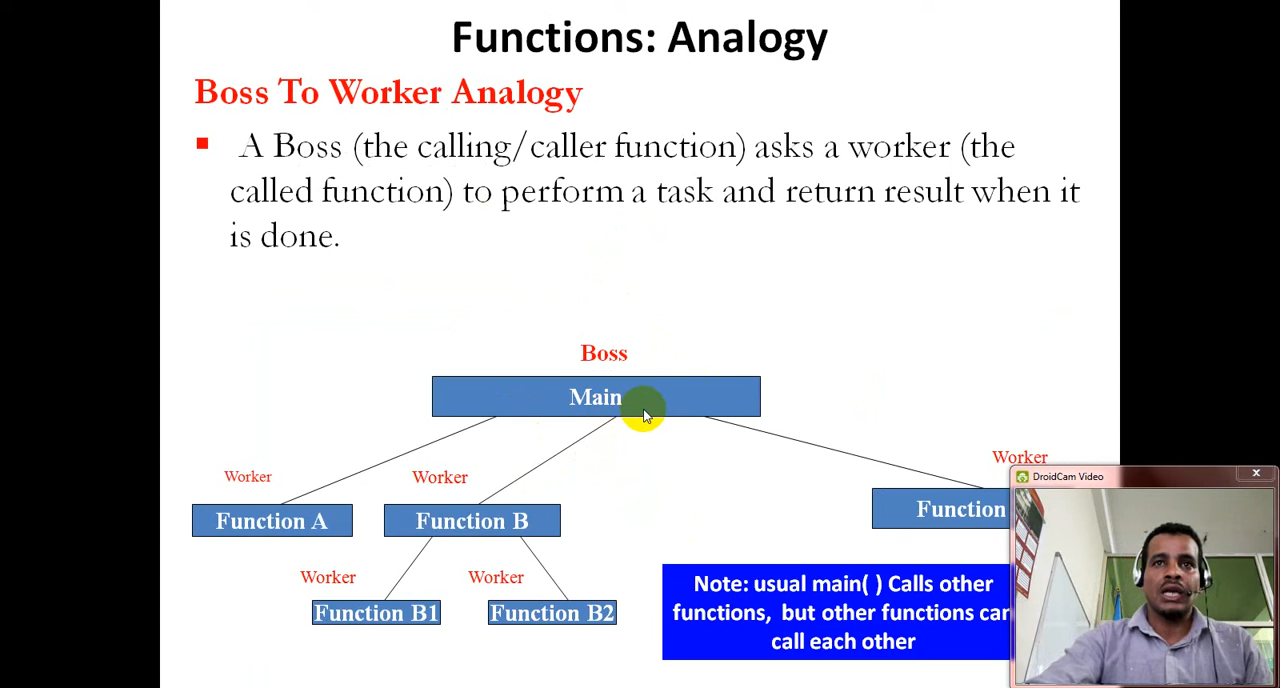 Functions: Analogy
Boss To Worker Analogy
A Boss (the calling/caller function) asks a worker (the
called function) to perform a task and return result when it
is done.
Boss
Main
Worker
Worker
Worker
DroidCam Video
Function A
Function B
Function
Worker
Worker
Function B1
Function B2
Note: usual main( ) Calls other
functions, but other functions can
call each other